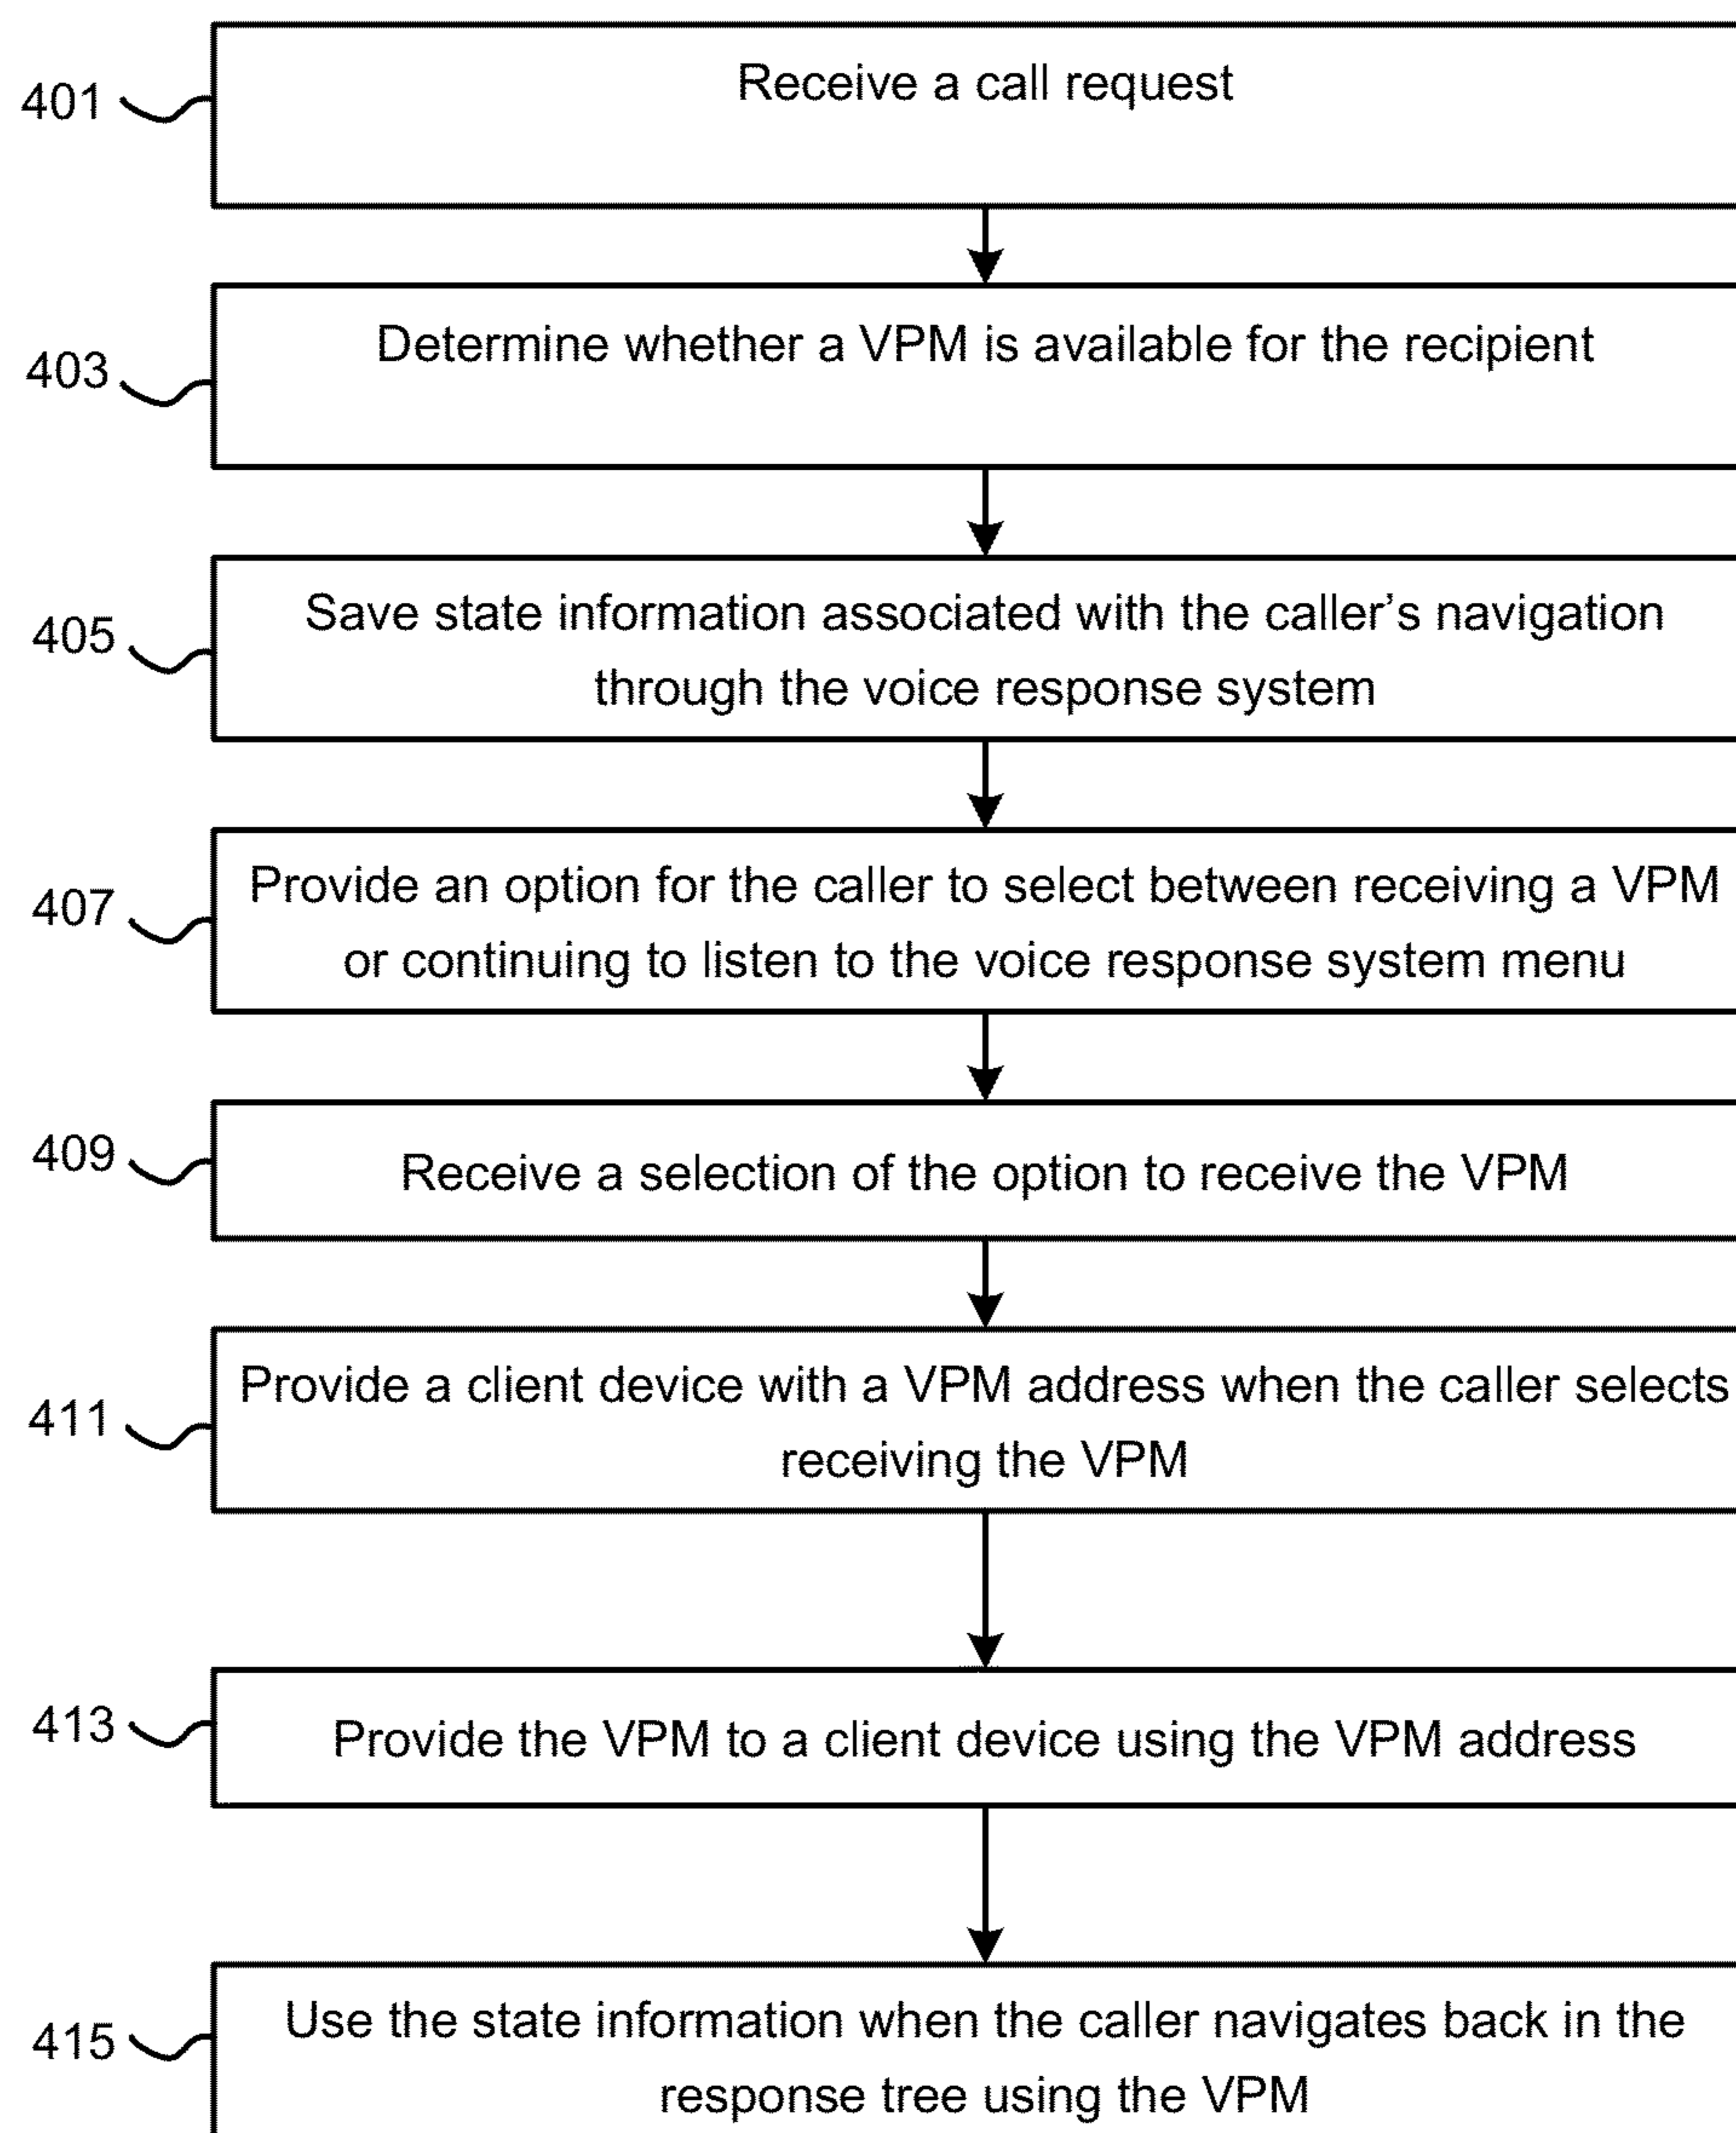 401
Receive a call request
403
Determine whether a VPM is available for the recipient
405
Save state information associated with the caller’s navigation
through the voice response system
407
Provide an option for the caller to select between receiving a VPM
or continuing to listen to the voice response system menu
409
Receive a selection of the option to receive the VPM
411
Provide a client device with a VPM address when the caller selects
receiving the VPM
413
Provide the VPM to a client device using the VPM address
415
Use the state information when the caller navigates back in the
response tree using the VPM